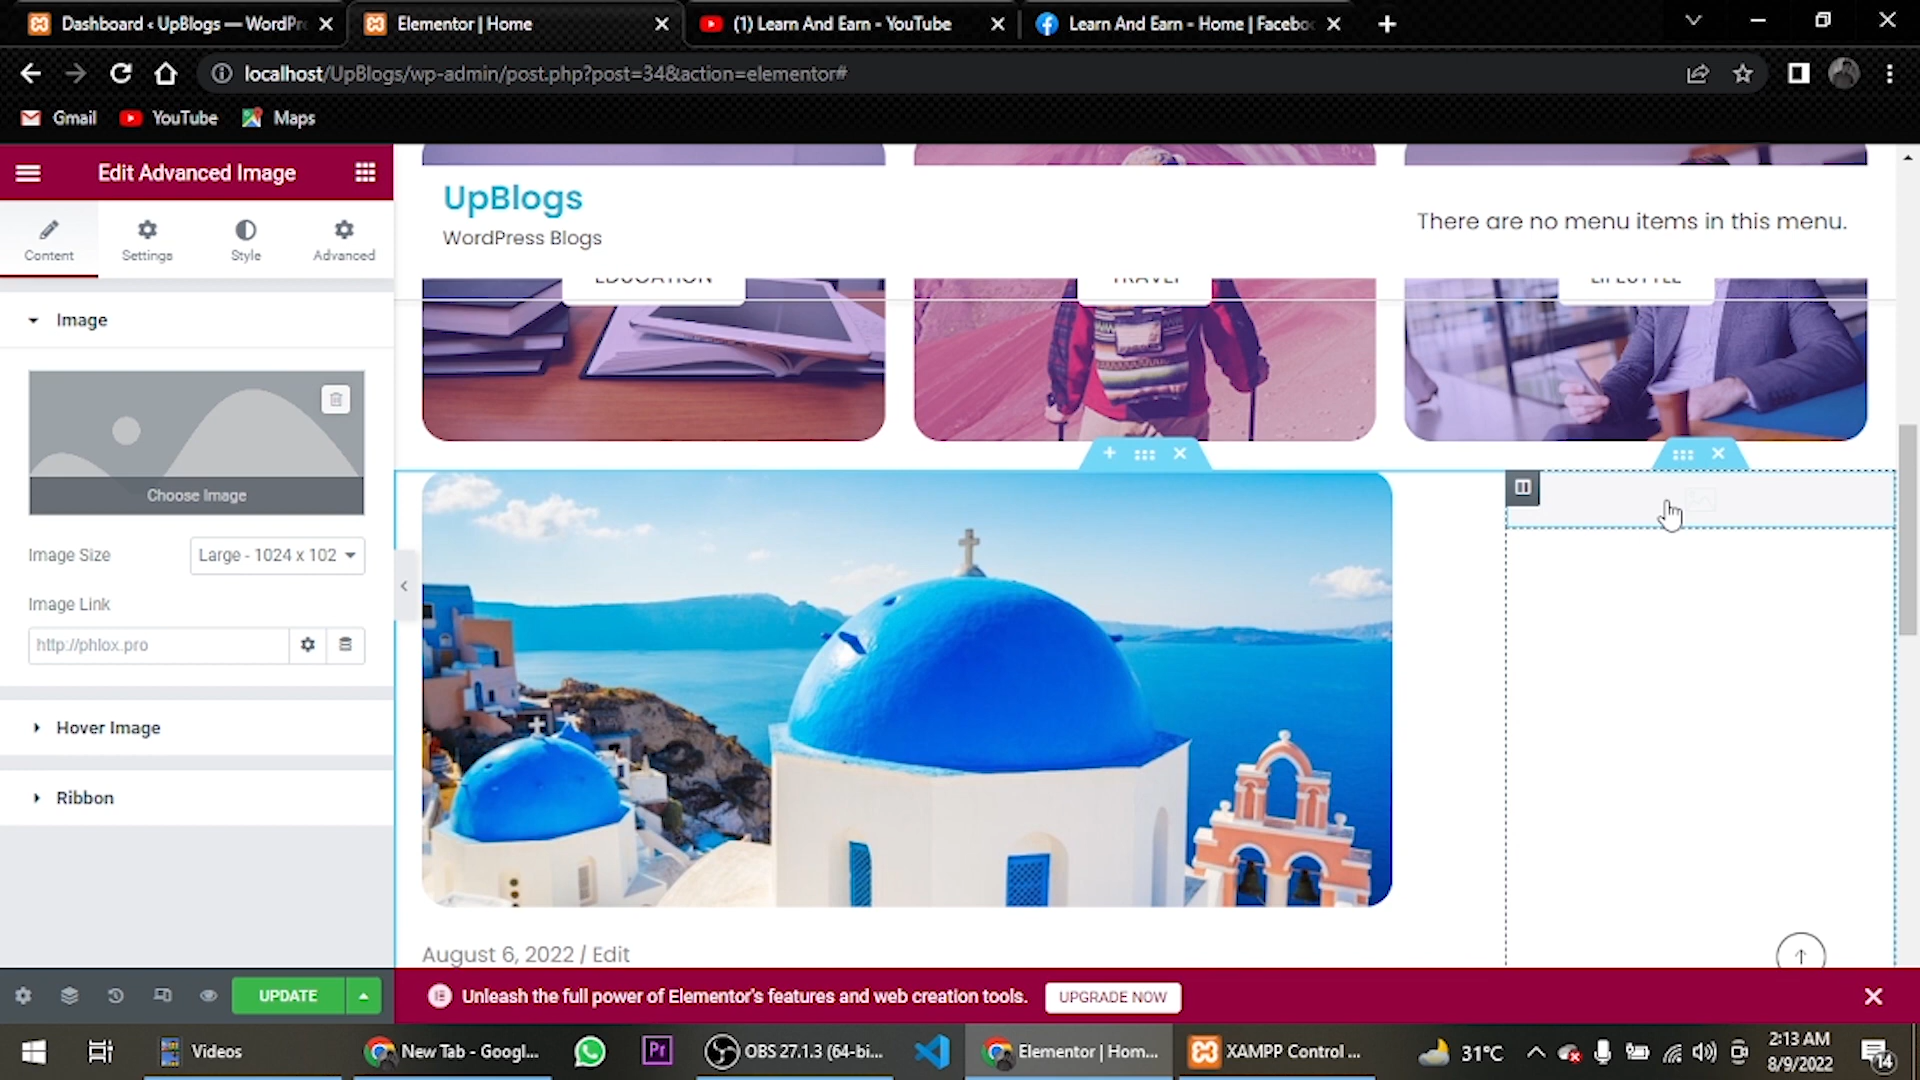 Dashboard ‹ UpBlogs — WordPr
Elementor | Home
(1) Learn And Earn - YouTube
Learn And Earn - Home | Facebo
localhost/UpBlogs/wp-admin/post.php?post=34&action=elementor#
Gmail
YouTube
Maps
Edit Advanced Image
Content
Settings
Style
Advanced
Image
Choose Image
Image Size
Large - 1024 x 102
Image Link
http://phlox.pro
Hover Image
Ribbon
UPDATE
UpBlogs
WordPress Blogs
There are no menu items in this menu.
EDUCATION
TRAVEL
LIFESTYLE
August 6, 2022 / Edit
Unleash the full power of Elementor's features and web creation tools.
UPGRADE NOW
Videos
New Tab - Googl...
Pr
OBS 27.1.3 (64-bi...
Elementor | Hom...
XAMPP Control ...
31°C
2:13 AM
8/9/2022
14